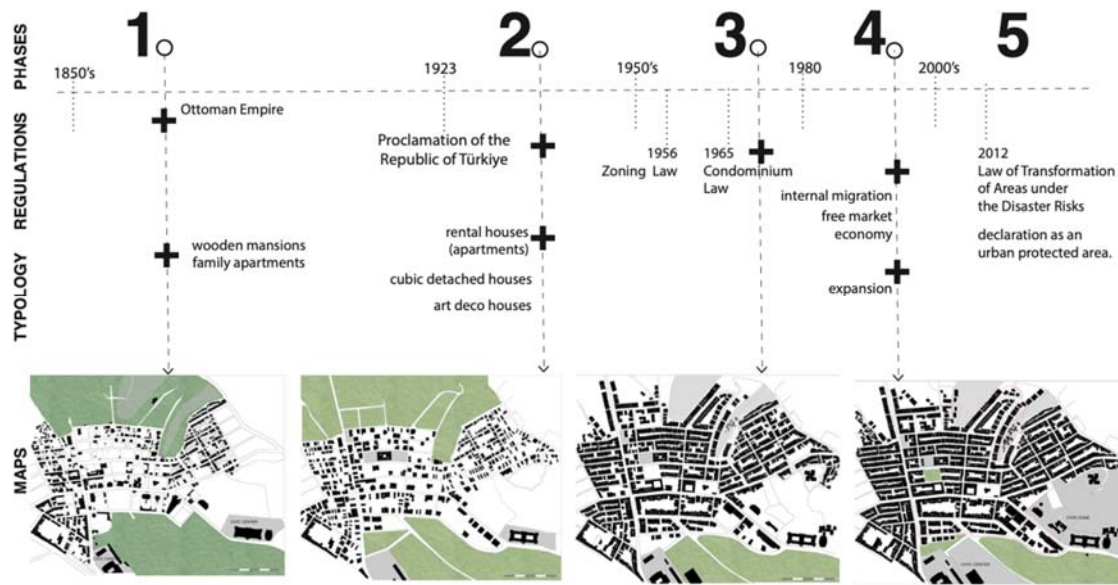 PHASES
1
2
3
4
5
1850's
1923
1950's
1980
2000's
REGULATIONS
Ottoman Empire
Proclamation of the
Republic of Türkiye
1956
Zoning Law
1965
Condominium
Law
internal migration
free market
economy
2012
Law of Transformation
of Areas under
the Disaster Risks
declaration as an
urban protected area.
TYPOLOGY
wooden mansions
family apartments
rental houses
(apartments)
cubic detached houses
art deco houses
expansion
MAPS